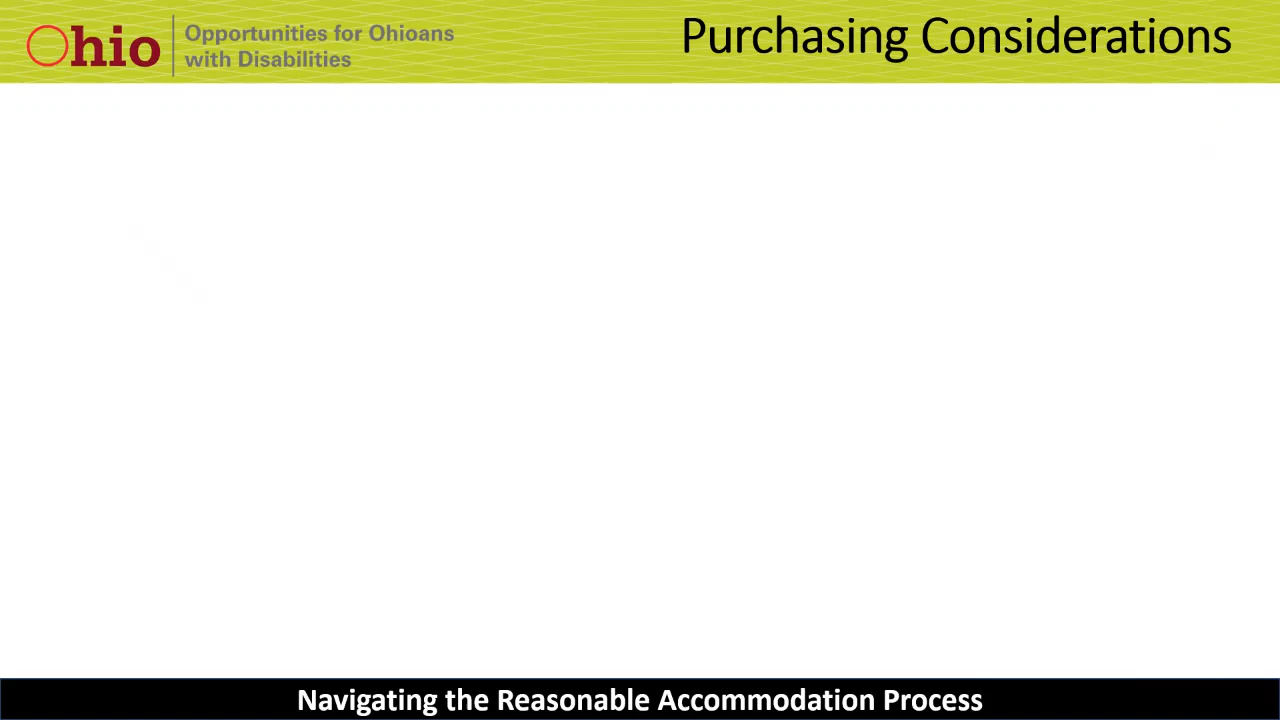 Ohio
Opportunities for Ohioans
with Disabilities
Purchasing Considerations
Navigating the Reasonable Accommodation Process